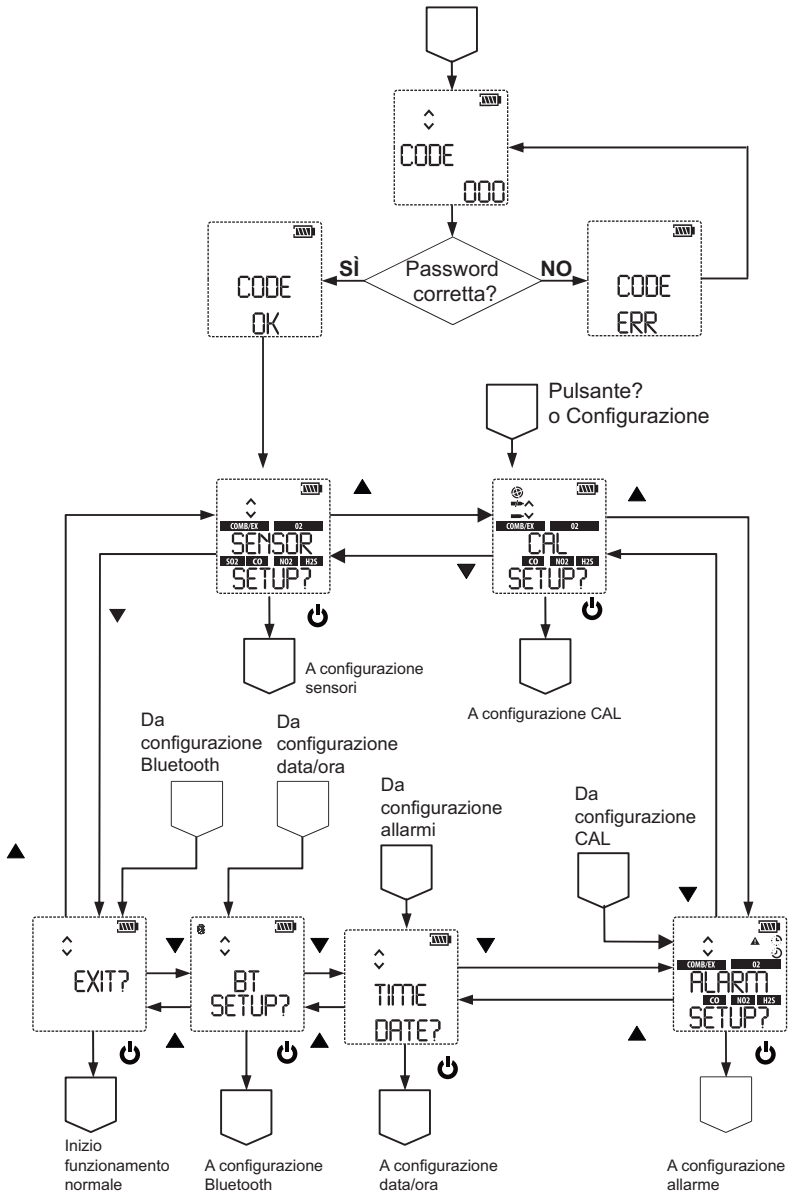 CODE
000
SÌ
Password
corretta?
NO
CODE
OK
CODE
ERR
Pulsante?
o Configurazione
COMB/EX O2
SENSOR
SO2 CO NO2 H2S
SETUP?
COMB/EX O2
CAL
CO NO2 H2S
SETUP?
A configurazione
sensori
A configurazione CAL
Da
configurazione
Bluetooth
Da
configurazione
data/ora
Da
configurazione
allarmi
Da
configurazione
CAL
EXIT?
BT
SETUP?
TIME
DATE?
COMB/EX O2
ALARM
CO NO2 H2S
SETUP?
Inizio
funzionamento
normale
A configurazione
Bluetooth
A configurazione
data/ora
A configurazione
allarme